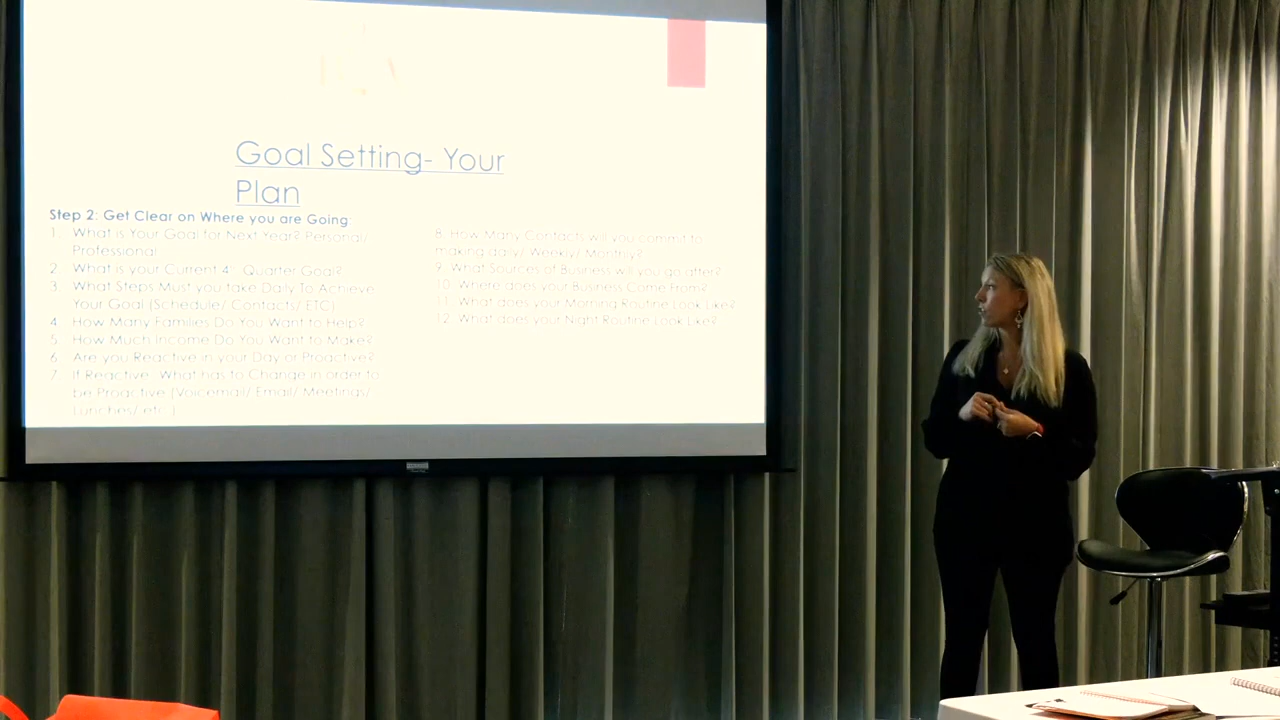 Goal Setting- Your
Plan
Step 2: Get Clear on Where you are Going:
1. What is Your Goal for Next Year? Personal/
Professional
2. What is your Current 4th Quarter Goal?
3. What Steps Must you take Daily To Achieve
Your Goal (Schedule/ Contacts/ ETC)
4. How Many Families Do You Want to Help?
5. How Much Income Do You Want to Make?
6. Are you Reactive in your Day or Proactive?
7. If Reactive- What has to Change in order to
be Proactive (Voicemail/ Email/ Meetings/
Lunches/ etc.)
8. How Many Contacts will you commit to
making daily/ Weekly/ Monthly?
9. What Sources of Business will you go after?
10. Where does your Business Come From?
11. What does your Morning Routine Look Like?
12. What does your Night Routine Look Like?